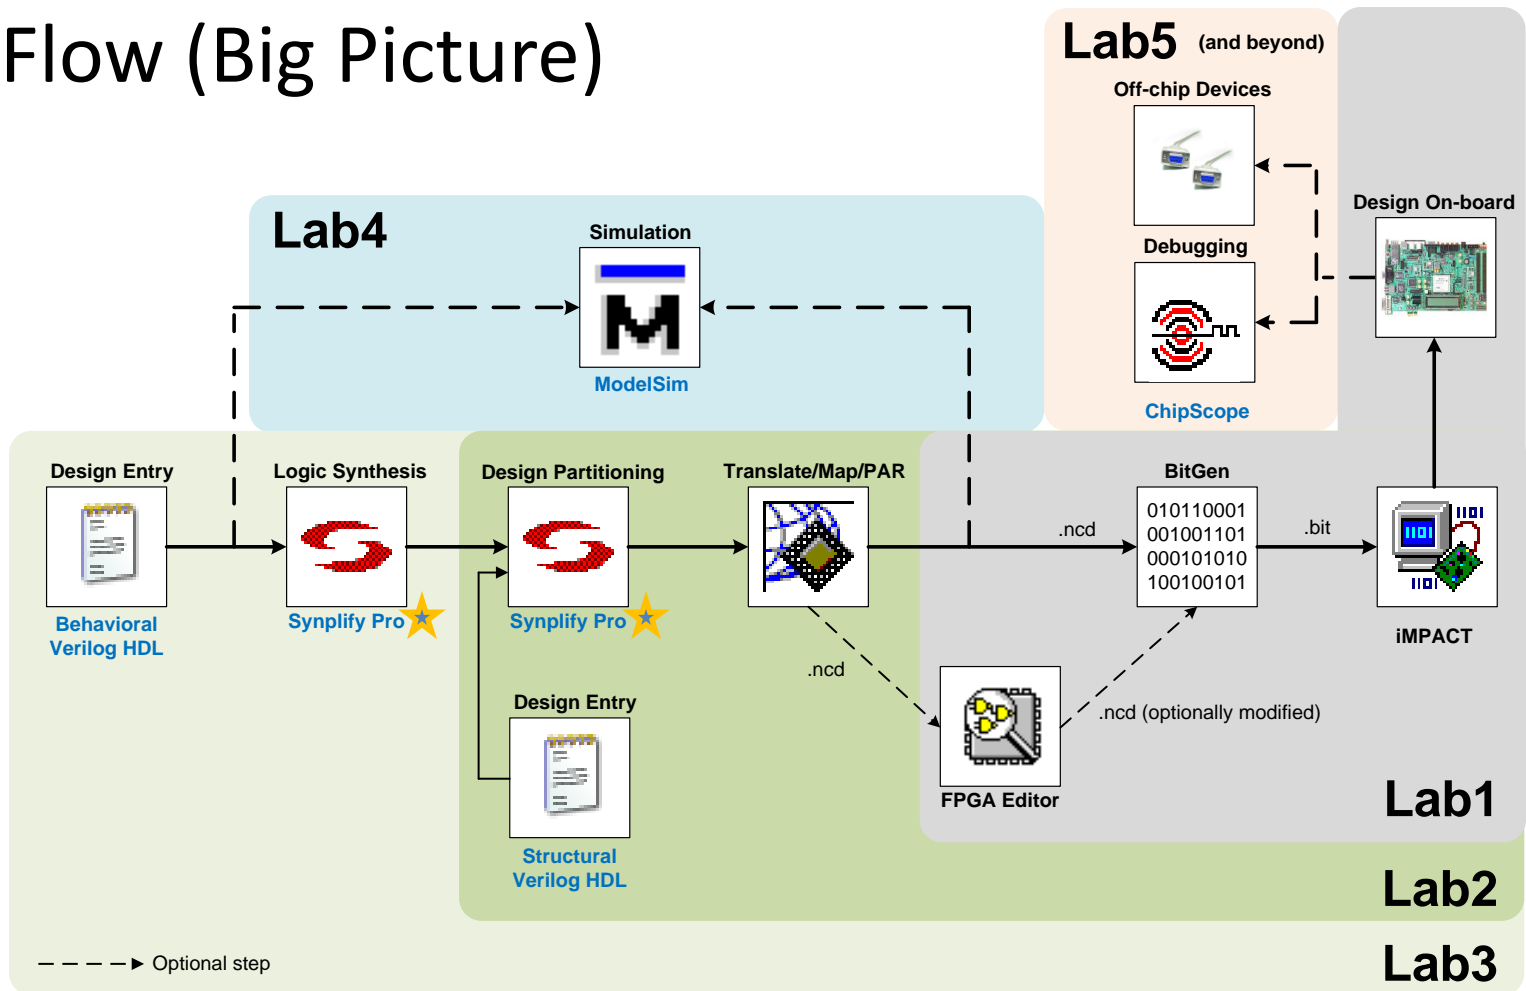 Flow (Big Picture)
Lab5 (and beyond)
Off-chip Devices
Debugging
ChipScope
Design On-board
Lab4
Simulation
ModelSim
Design Entry
Behavioral
Verilog HDL
Logic Synthesis
Synplify Pro
Design Partitioning
Synplify Pro
Translate/Map/PAR
.ncd
BitGen
010110001
001001101
000101010
100100101
.bit
1101
1101
1101
iMPACT
.ncd
.ncd (optionally modified)
FPGA Editor
Design Entry
Structural
Verilog HDL
Lab1
Lab2
Lab3
Optional step